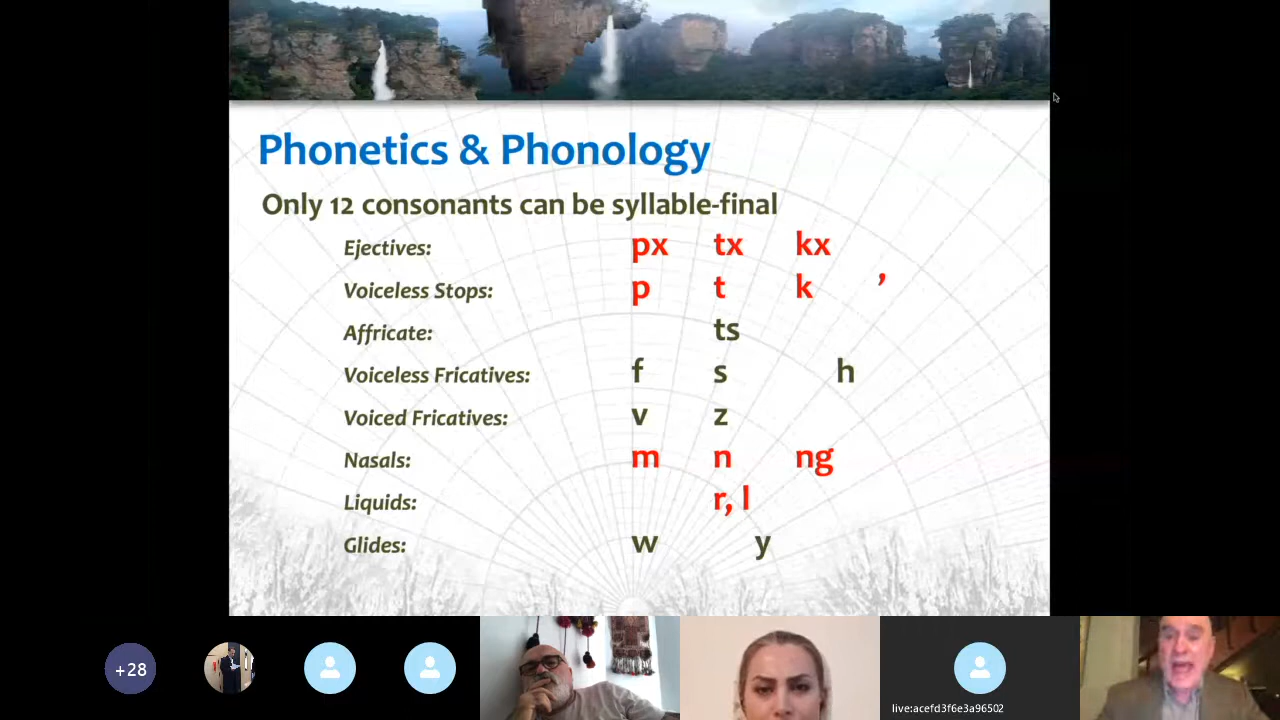 Phonetics & Phonology
Only 12 consonants can be syllable-final
Ejectives: px tx kx
Voiceless Stops: p t k ’
Affricate: ts
Voiceless Fricatives: f s h
Voiced Fricatives: v z
Nasals: m n ng
Liquids: r, l
Glides: w y
+28
live:acefd3f6e3a96502